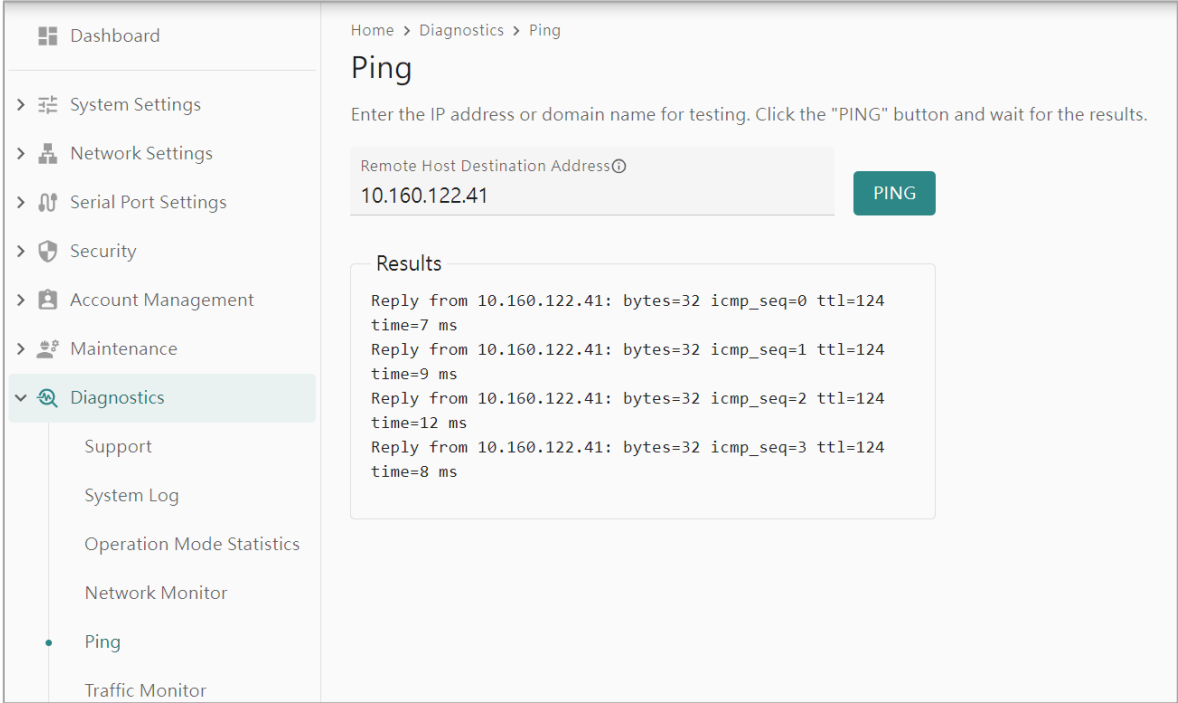 Dashboard
System Settings
Network Settings
Serial Port Settings
Security
Account Management
Maintenance
Diagnostics
Support
System Log
Operation Mode Statistics
Network Monitor
Ping
Traffic Monitor
Home > Diagnostics > Ping
Ping
Enter the IP address or domain name for testing. Click the "PING" button and wait for the results.
Remote Host Destination Address
10.160.122.41
PING
Results
Reply from 10.160.122.41: bytes=32 icmp_seq=0 ttl=124
time=7 ms
Reply from 10.160.122.41: bytes=32 icmp_seq=1 ttl=124
time=9 ms
Reply from 10.160.122.41: bytes=32 icmp_seq=2 ttl=124
time=12 ms
Reply from 10.160.122.41: bytes=32 icmp_seq=3 ttl=124
time=8 ms